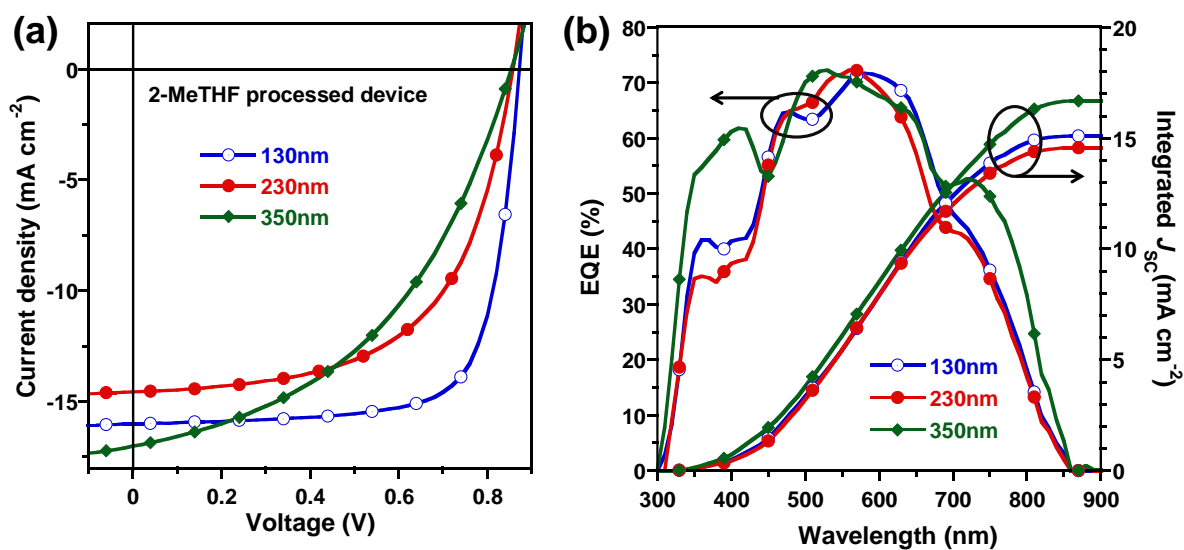 (a)
0
-5
-10
-15
Current density (mA cm-2)
2-MeTHF processed device
130nm
230nm
350nm
0
0.2
0.4
0.6
0.8
Voltage (V)
(b)
80
70
60
50
40
30
20
10
0
EQE (%)
20
15
10
5
0
Integrated JSC (mA cm-2)
130nm
230nm
350nm
300
400
500
600
700
800
900
Wavelength (nm)